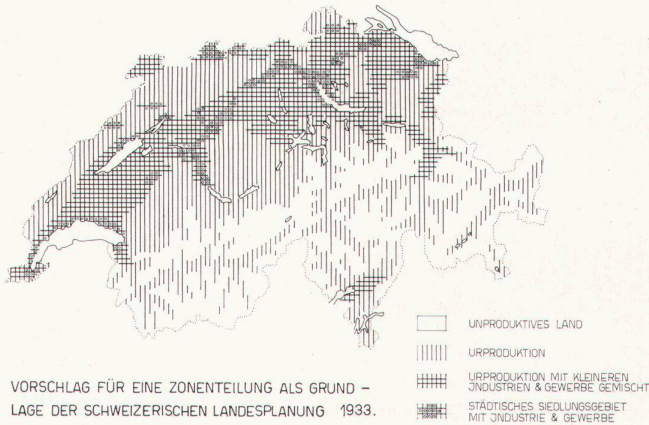 UNPRODUKTIVES LAND
URPRODUKTION
URPRODUKTION MIT KLEINEREN
JNDUSTRIEN & GEWERBE GEMISCHT
STÄDTISCHES SIEDLUNGSGEBIET
MIT JNDUSTRIE & GEWERBE
VORSCHLAG FÜR EINE ZONENTEILUNG ALS GRUND –
LAGE DER SCHWEIZERISCHEN LANDESPLANUNG 1933.